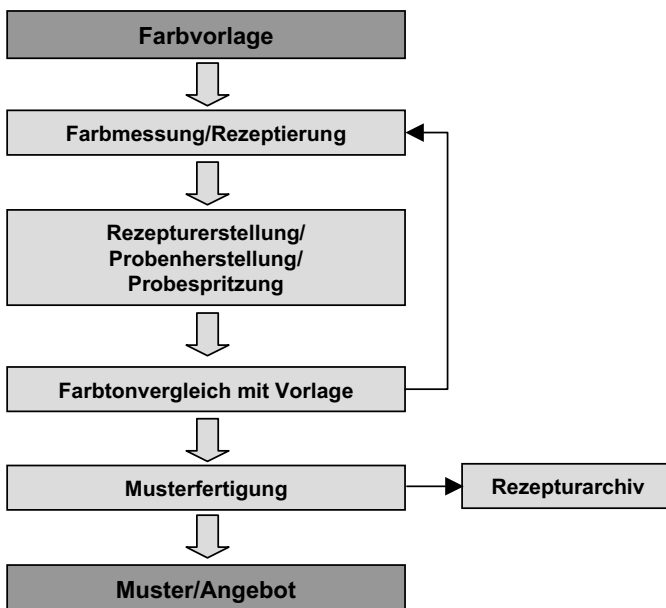 Farbvorlage
Farbmessung/Rezeptierung
Rezepturerstellung/
Probenherstellung/
Probespritzung
Farbtonvergleich mit Vorlage
Musterfertigung
Rezepturarchiv
Muster/Angebot